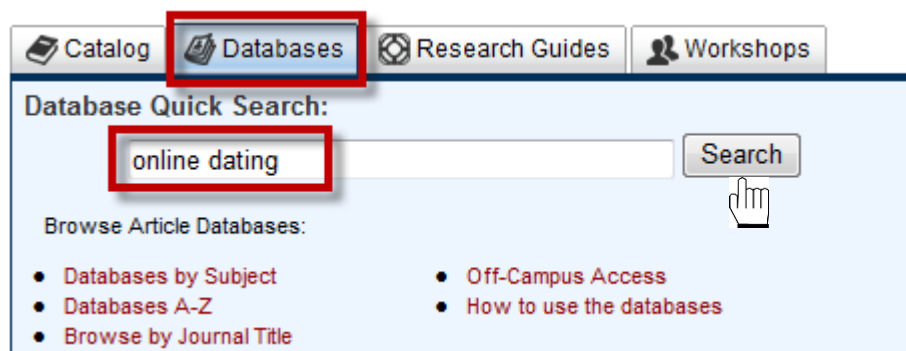 Catalog Databases Research Guides Workshops
Database Quick Search:
online dating Search
Browse Article Databases:
Databases by Subject Off-Campus Access
Databases A-Z How to use the databases
Browse by Journal Title